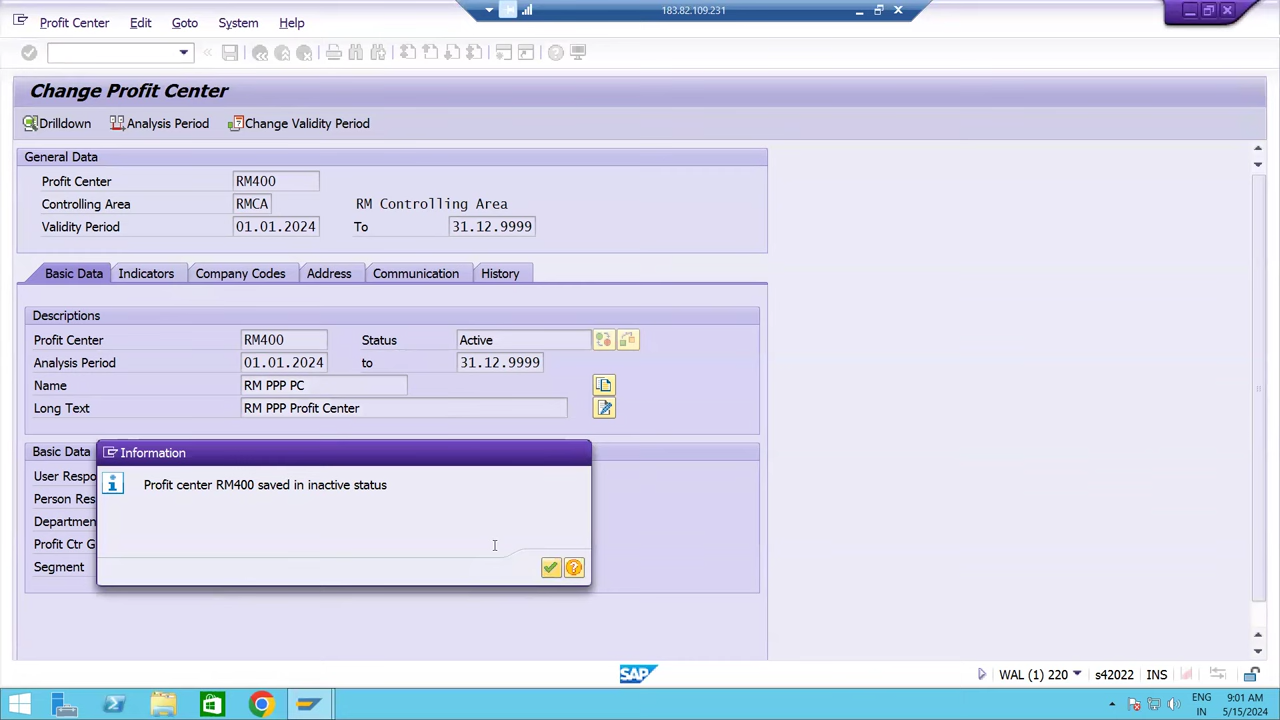 Profit Center Edit Goto System Help
183.82.109.231
Change Profit Center
Drilldown Analysis Period Change Validity Period
General Data
Profit Center RM400
Controlling Area RMCA RM Controlling Area
Validity Period 01.01.2024 To 31.12.9999
Basic Data Indicators Company Codes Address Communication History
Descriptions
Profit Center RM400 Status Active
Analysis Period 01.01.2024 to 31.12.9999
Name RM PPP PC
Long Text RM PPP Profit Center
Basic Data
User Respo
Person Res
Departmen
Profit Ctr G
Segment
Information
Profit center RM400 saved in inactive status
SAP
WAL (1) 220 s42022 INS
ENG 9:01 AM
IN 5/15/2024